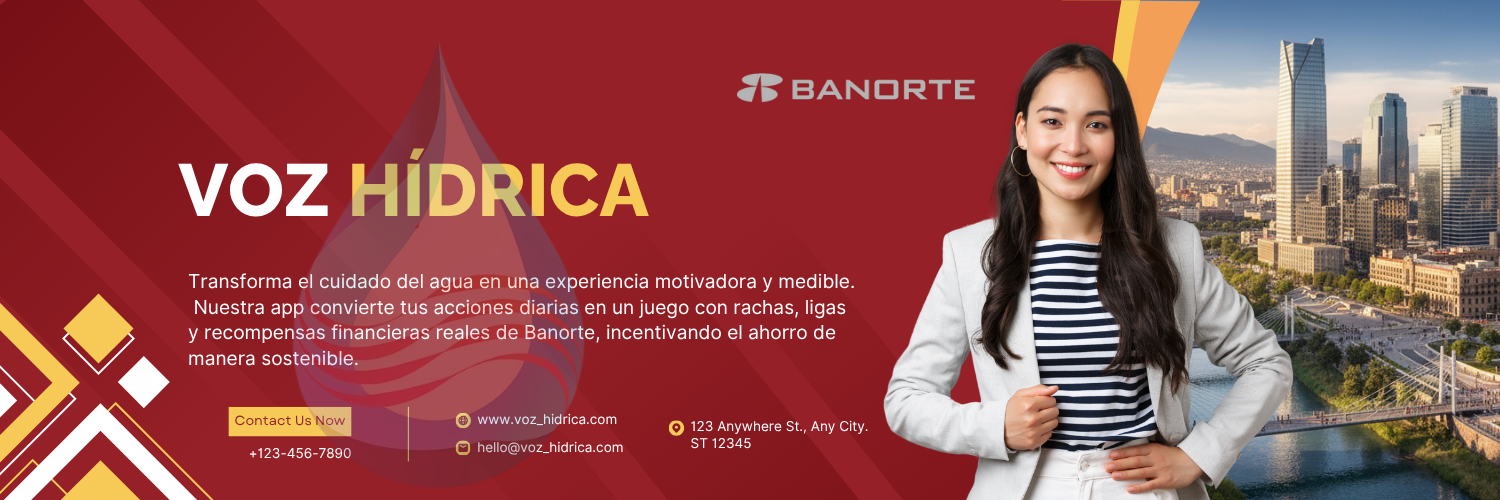 BANORTE
VOZ HÍDRICA
Transforma el cuidado del agua en una experiencia motivadora y medible.
Nuestra app convierte tus acciones diarias en un juego con rachas, ligas
y recompensas financieras reales de Banorte, incentivando el ahorro de
manera sostenible.
Contact Us Now
+123-456-7890
www.voz_hidrica.com
hello@voz_hidrica.com
123 Anywhere St., Any City.
ST 12345